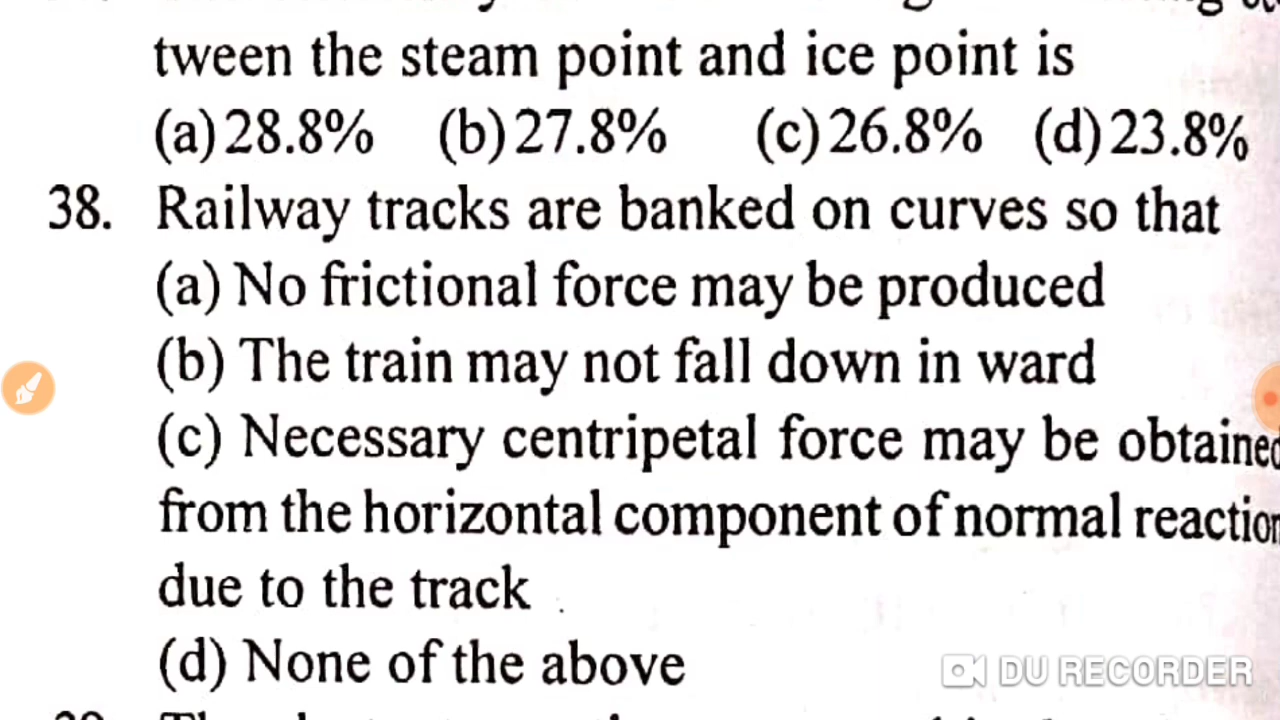 tween the steam point and ice point is
(a) 28.8% (b) 27.8% (c) 26.8% (d) 23.8%
38. Railway tracks are banked on curves so that
(a) No frictional force may be produced
(b) The train may not fall down in ward
(c) Necessary centripetal force may be obtained
from the horizontal component of normal reaction
due to the track
(d) None of the above
DU RECORDER